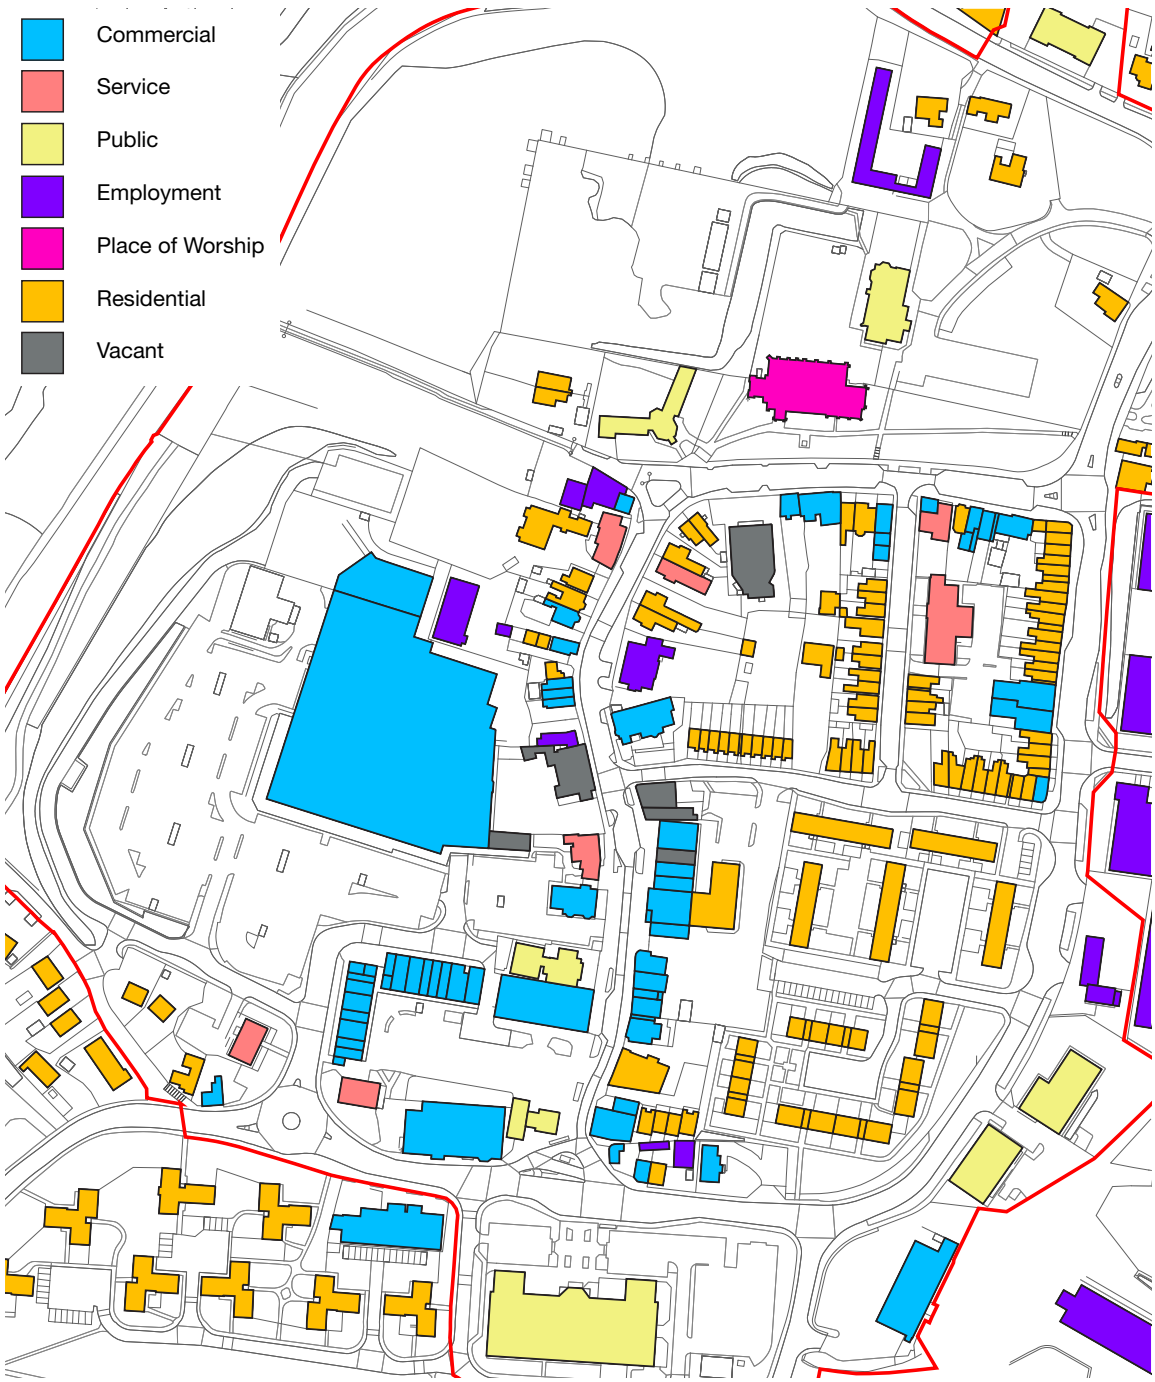 Commercial
Service
Public
Employment
Place of Worship
Residential
Vacant